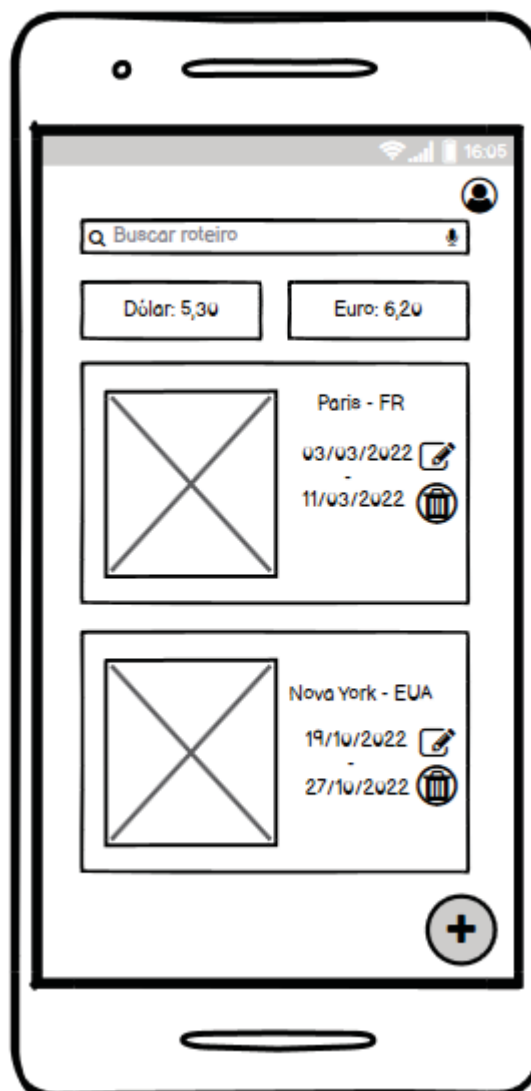 16:05
Buscar roteiro
Dólar: 5,30
Euro: 6,20
Paris - FR
03/03/2022
-
11/03/2022
Nova York - EUA
19/10/2022
-
27/10/2022